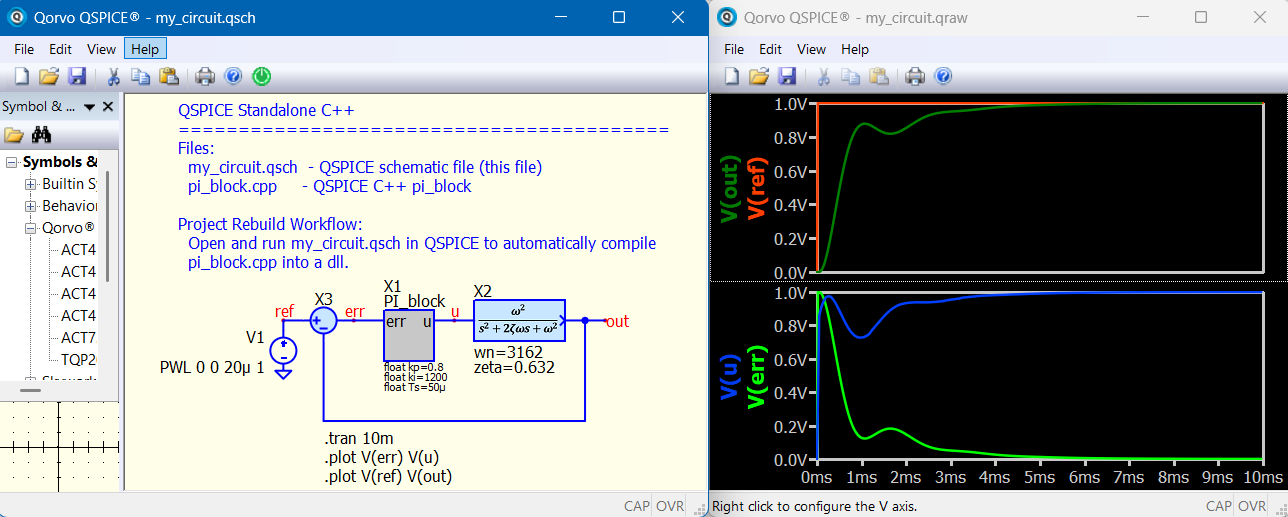 Qorvo QSPICE® - my_circuit.qsch
File Edit View Help
Symbol & ...
Symbols &
Builtin S
Behavior
Qorvo®
ACT4
ACT4
ACT4
ACT4
ACT7
TQP2
QSPICE Standalone C++
=========================================
Files:
my_circuit.qsch - QSPICE schematic file (this file)
pi_block.cpp - QSPICE C++ pi_block
Project Rebuild Workflow:
Open and run my_circuit.qsch in QSPICE to automatically compile
pi_block.cpp into a dll.
V1
PWL 0 0 20µ 1
ref
X3
err
X1
PI_block
err u
float kp=0.8
float ki=1200
float Ts=50µ
u
X2
ω²
s² + 2ζωs + ω²
wn=3162
zeta=0.632
out
.tran 10m
.plot V(err) V(u)
.plot V(ref) V(out)
CAP OVR
Qorvo QSPICE® - my_circuit.qraw
File Edit View Help
V(out)
V(ref)
1.0V
0.8V
0.6V
0.4V
0.2V
0.0V
V(u)
V(err)
1.0V
0.8V
0.6V
0.4V
0.2V
0.0V
0ms 1ms 2ms 3ms 4ms 5ms 6ms 7ms 8ms 9ms 10ms
Right click to configure the V axis.
CAP OVR